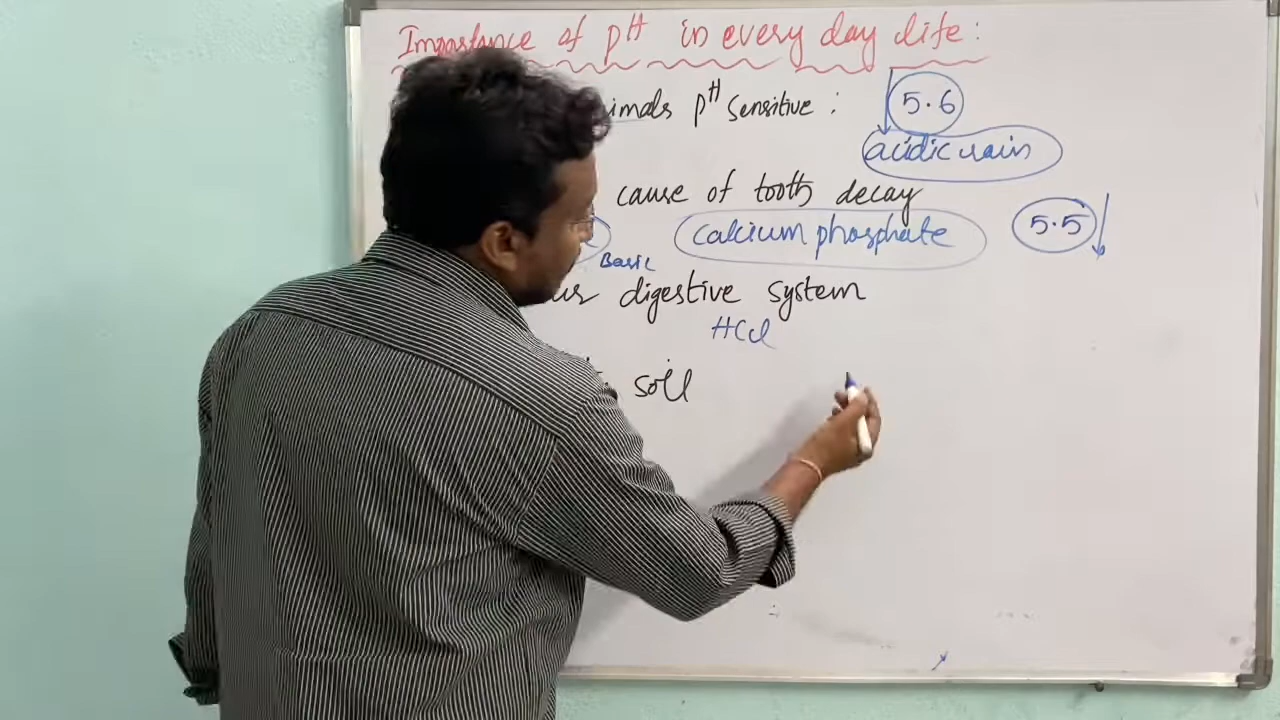 Importance of pH in every day life:
pH sensitive : 5.6
acidic rain
cause of tooth decay
calcium phosphate 5.5
Basic
digestive system
HCl
soil